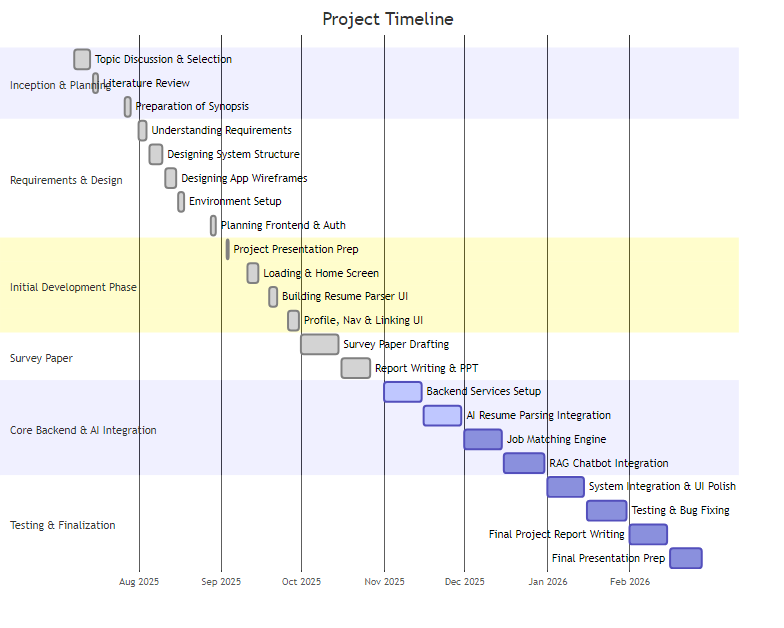 Project Timeline
Topic Discussion & Selection
Inception & Planning
Literature Review
Preparation of Synopsis
Understanding Requirements
Designing System Structure
Requirements & Design
Designing App Wireframes
Environment Setup
Planning Frontend & Auth
Project Presentation Prep
Loading & Home Screen
Initial Development Phase
Building Resume Parser UI
Profile, Nav & Linking UI
Survey Paper Drafting
Survey Paper
Report Writing & PPT
Backend Services Setup
AI Resume Parsing Integration
Core Backend & AI Integration
Job Matching Engine
RAG Chatbot Integration
System Integration & UI Polish
Testing & Bug Fixing
Testing & Finalization
Final Project Report Writing
Final Presentation Prep
Aug 2025 Sep 2025 Oct 2025 Nov 2025 Dec 2025 Jan 2026 Feb 2026